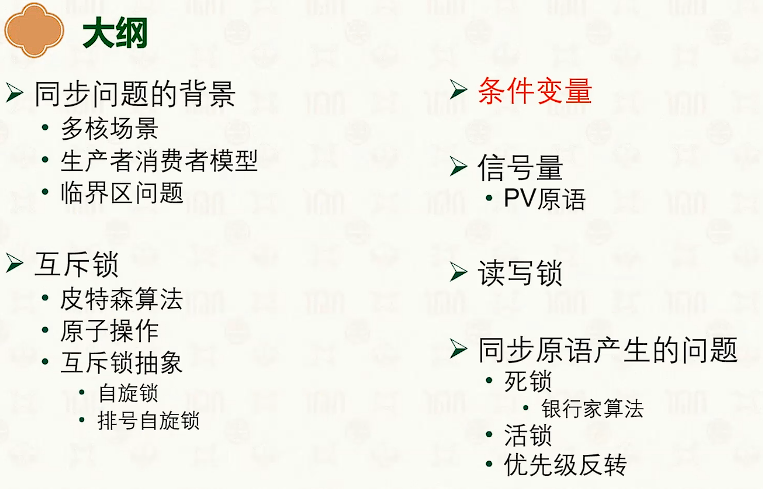 大纲
同步问题的背景
多核场景
生产者消费者模型
临界区问题
互斥锁
皮特森算法
原子操作
互斥锁抽象
自旋锁
排号自旋锁
条件变量
信号量
PV原语
读写锁
同步原语产生的问题
死锁
银行家算法
活锁
优先级反转